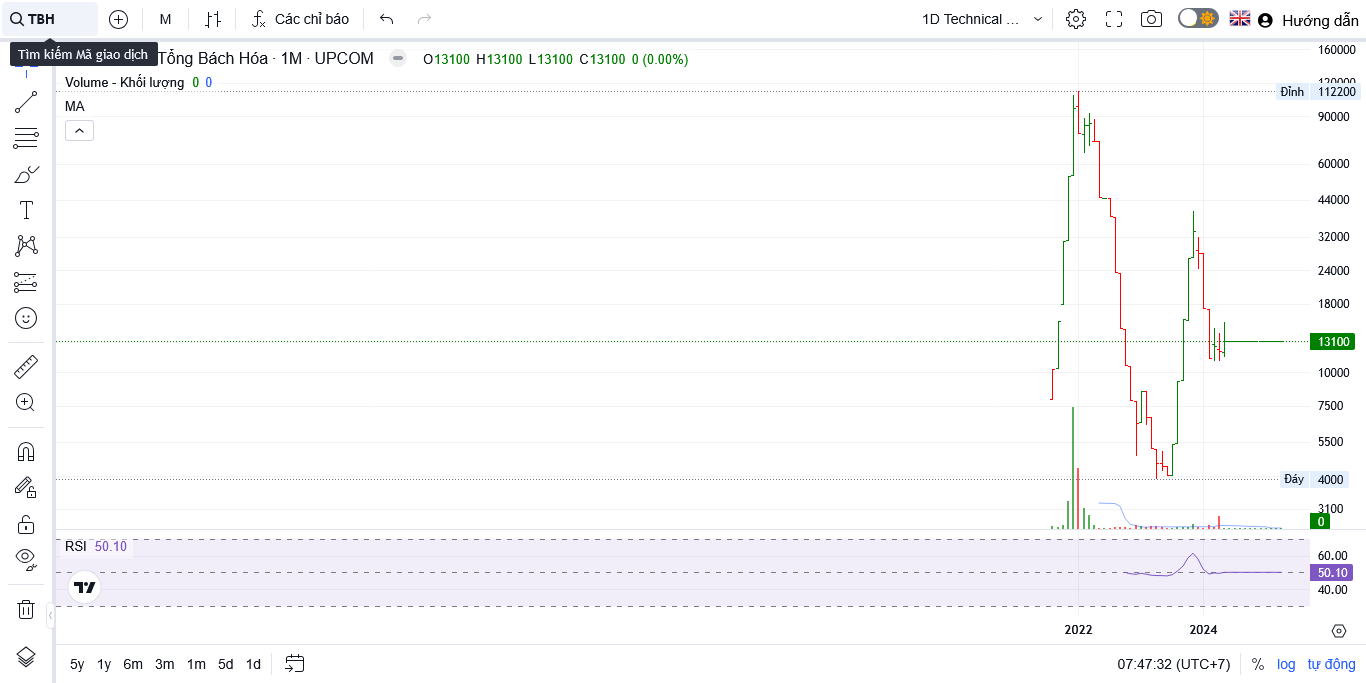 TBH
M
Các chỉ báo
1D Technical ...
Hướng dẫn
Tìm kiếm Mã giao dịch
Tổng Bách Hóa · 1M · UPCOM
O13100 H13100 L13100 C13100 0 (0.00%)
Volume - Khối lượng 0 0
MA
160000
120000
Đỉnh 112200
90000
60000
44000
32000
24000
18000
13100
10000
7500
5500
Đáy 4000
3100
0
RSI 50.10
60.00
50.10
40.00
2022 2024
5y 1y 6m 3m 1m 5d 1d
07:47:32 (UTC+7) % log tự động